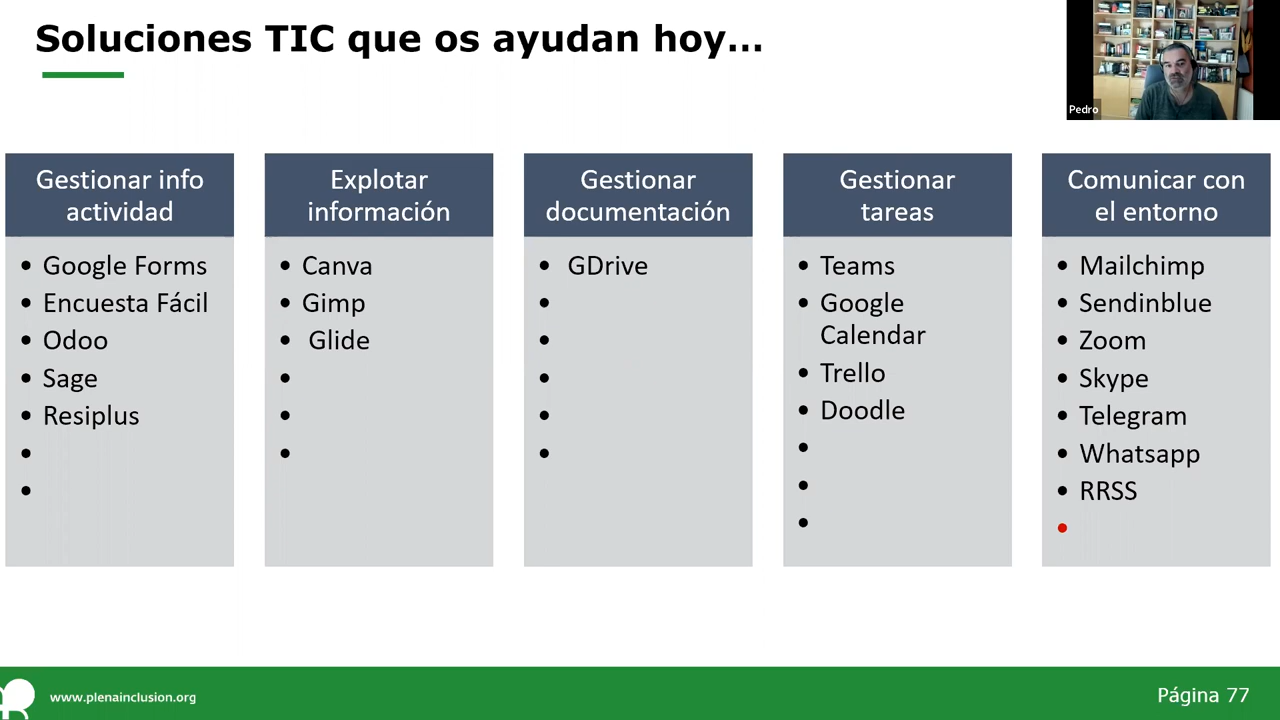 Soluciones TIC que os ayudan hoy...
Pedro
Gestionar info
actividad
• Google Forms
• Encuesta Fácil
• Odoo
• Sage
• Resiplus
•
•
Explotar
información
• Canva
• Gimp
• Glide
•
•
•
Gestionar
documentación
• GDrive
•
•
•
•
•
Gestionar
tareas
• Teams
• Google
Calendar
• Trello
• Doodle
•
•
•
Comunicar con
el entorno
• Mailchimp
• Sendinblue
• Zoom
• Skype
• Telegram
• Whatsapp
• RRSS
•
www.plenainclusion.org
Página 77